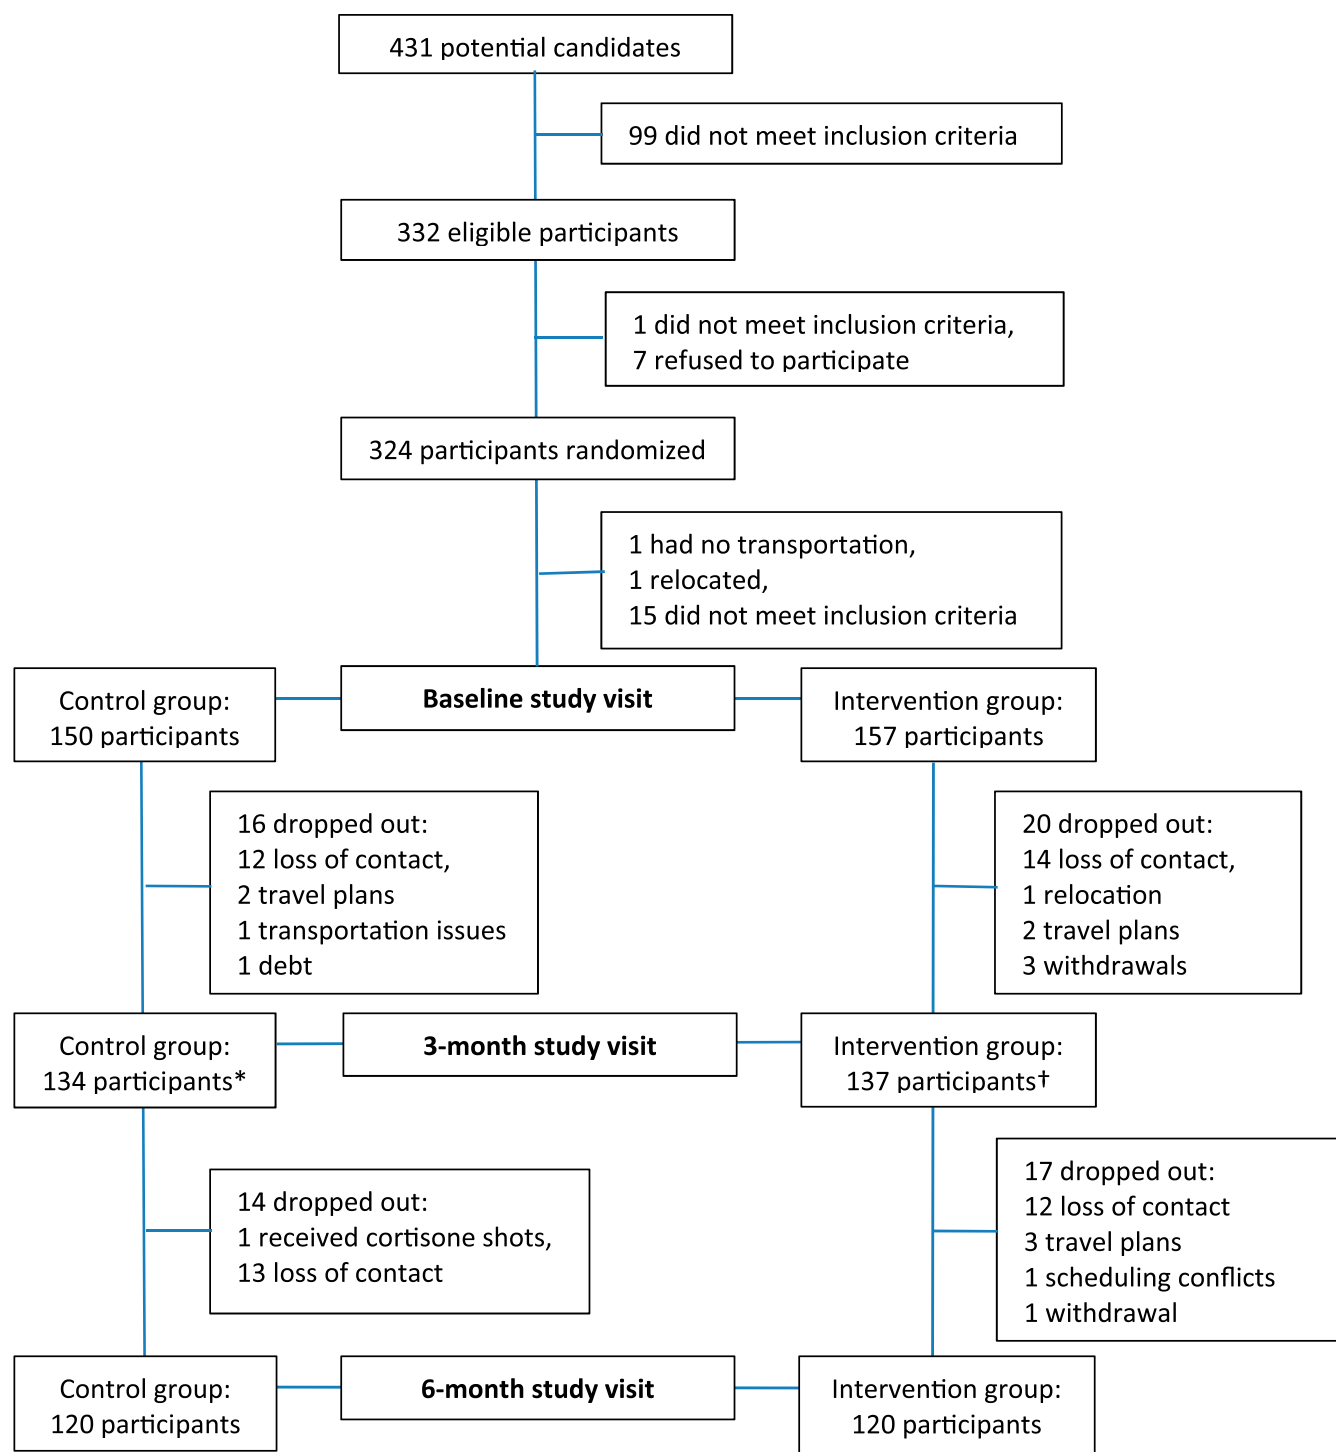 431 potential candidates
99 did not meet inclusion criteria
332 eligible participants
1 did not meet inclusion criteria,
7 refused to participate
324 participants randomized
1 had no transportation,
1 relocated,
15 did not meet inclusion criteria
Control group:
150 participants
Baseline study visit
Intervention group:
157 participants
16 dropped out:
12 loss of contact,
2 travel plans
1 transportation issues
1 debt
20 dropped out:
14 loss of contact,
1 relocation
2 travel plans
3 withdrawals
Control group:
134 participants*
3-month study visit
Intervention group:
137 participants†
14 dropped out:
1 received cortisone shots,
13 loss of contact
17 dropped out:
12 loss of contact
3 travel plans
1 scheduling conflicts
1 withdrawal
Control group:
120 participants
6-month study visit
Intervention group:
120 participants